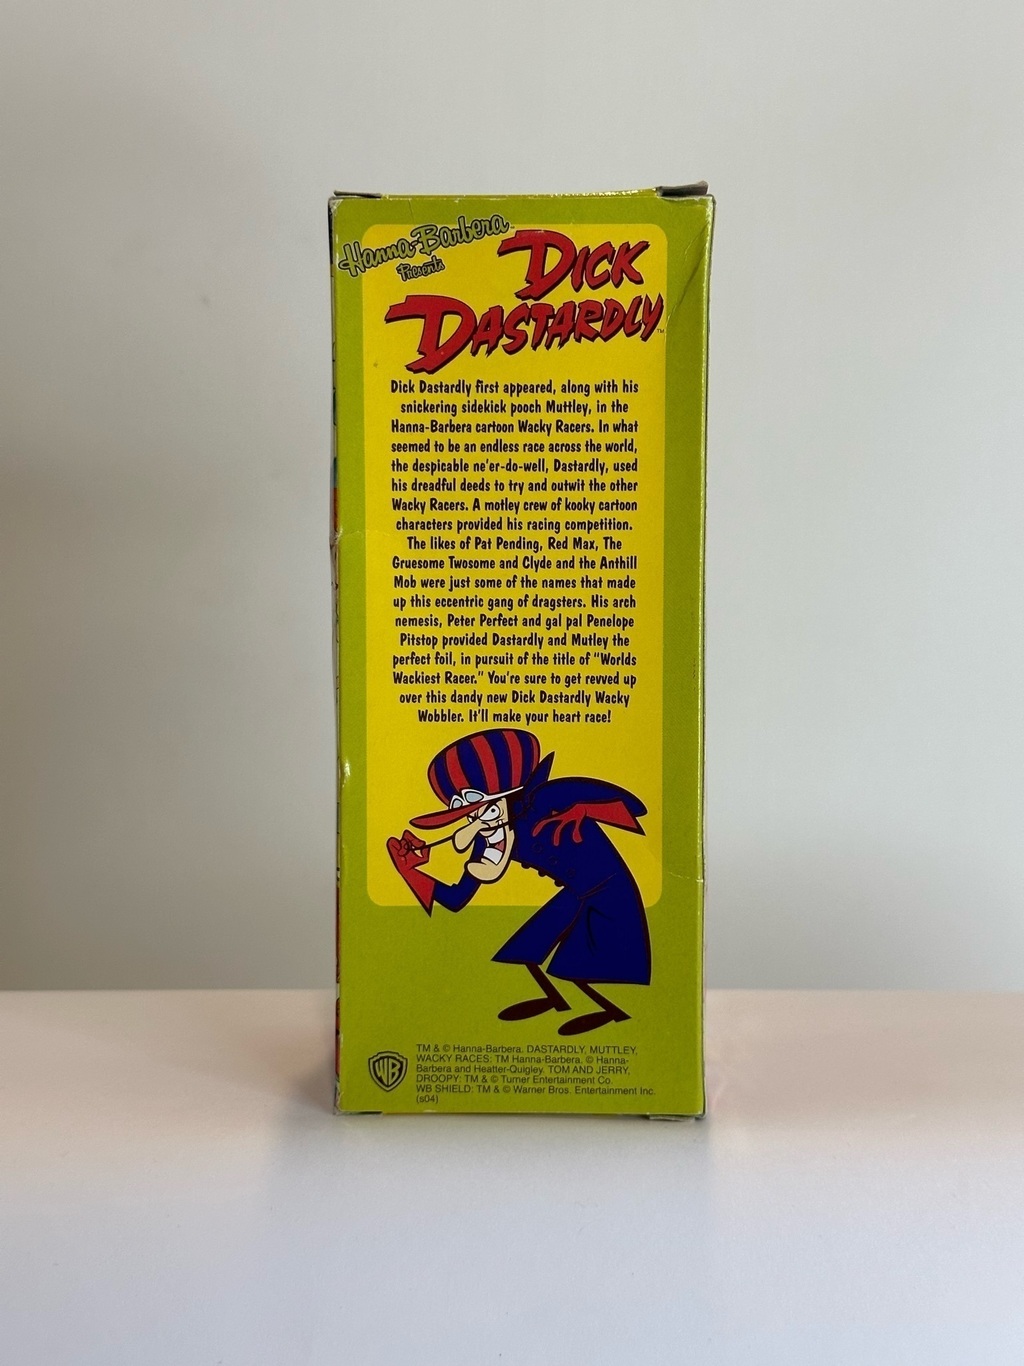 Hanna-Barbera
Presents
DICK
DASTARDLY™
Dick Dastardly first appeared, along with his
snickering sidekick pooch Muttley, in the
Hanna-Barbera cartoon Wacky Racers. In what
seemed to be an endless race across the world,
the despicable ne'er-do-well, Dastardly, used
his dreadful deeds to try and outwit the other
Wacky Racers. A motley crew of kooky cartoon
characters provided his racing competition.
The likes of Pat Pending, Red Max, The
Gruesome Twosome and Clyde and the Anthill
Mob were just some of the names that made
up this eccentric gang of dragsters. His arch
nemesis, Peter Perfect and gal pal Penelope
Pitstop provided Dastardly and Mutley the
perfect foil, in pursuit of the title of "Worlds
Wackiest Racer." You're sure to get revved up
over this dandy new Dick Dastardly Wacky
Wobbler. It'll make your heart race!
WB
TM & © Hanna-Barbera. DASTARDLY, MUTTLEY,
WACKY RACES: TM Hanna-Barbera. © Hanna-
Barbera and Heatter-Quigley. TOM AND JERRY,
DROOPY: TM & © Turner Entertainment Co.
WB SHIELD: TM & © Warner Bros. Entertainment Inc.
(s04)